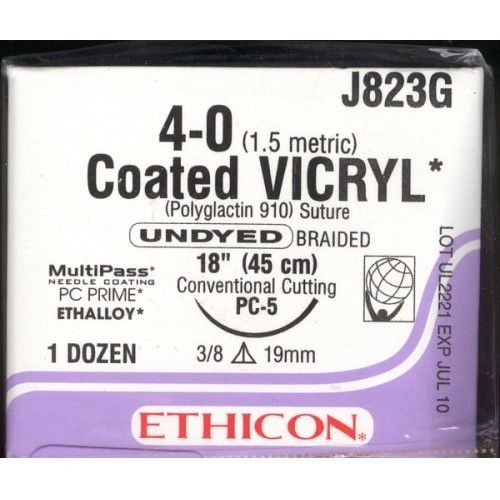 J823G
4-0 (1.5 metric)
Coated VICRYL*
(Polyglactin 910) Suture
UNDYED BRAIDED
18" (45 cm)
MultiPass*
NEEDLE COATING
PC PRIME*
ETHALLOY*
Conventional Cutting
PC-5
1 DOZEN
3/8 19mm
LOT UL2221 EXP JUL 10
ETHICON*